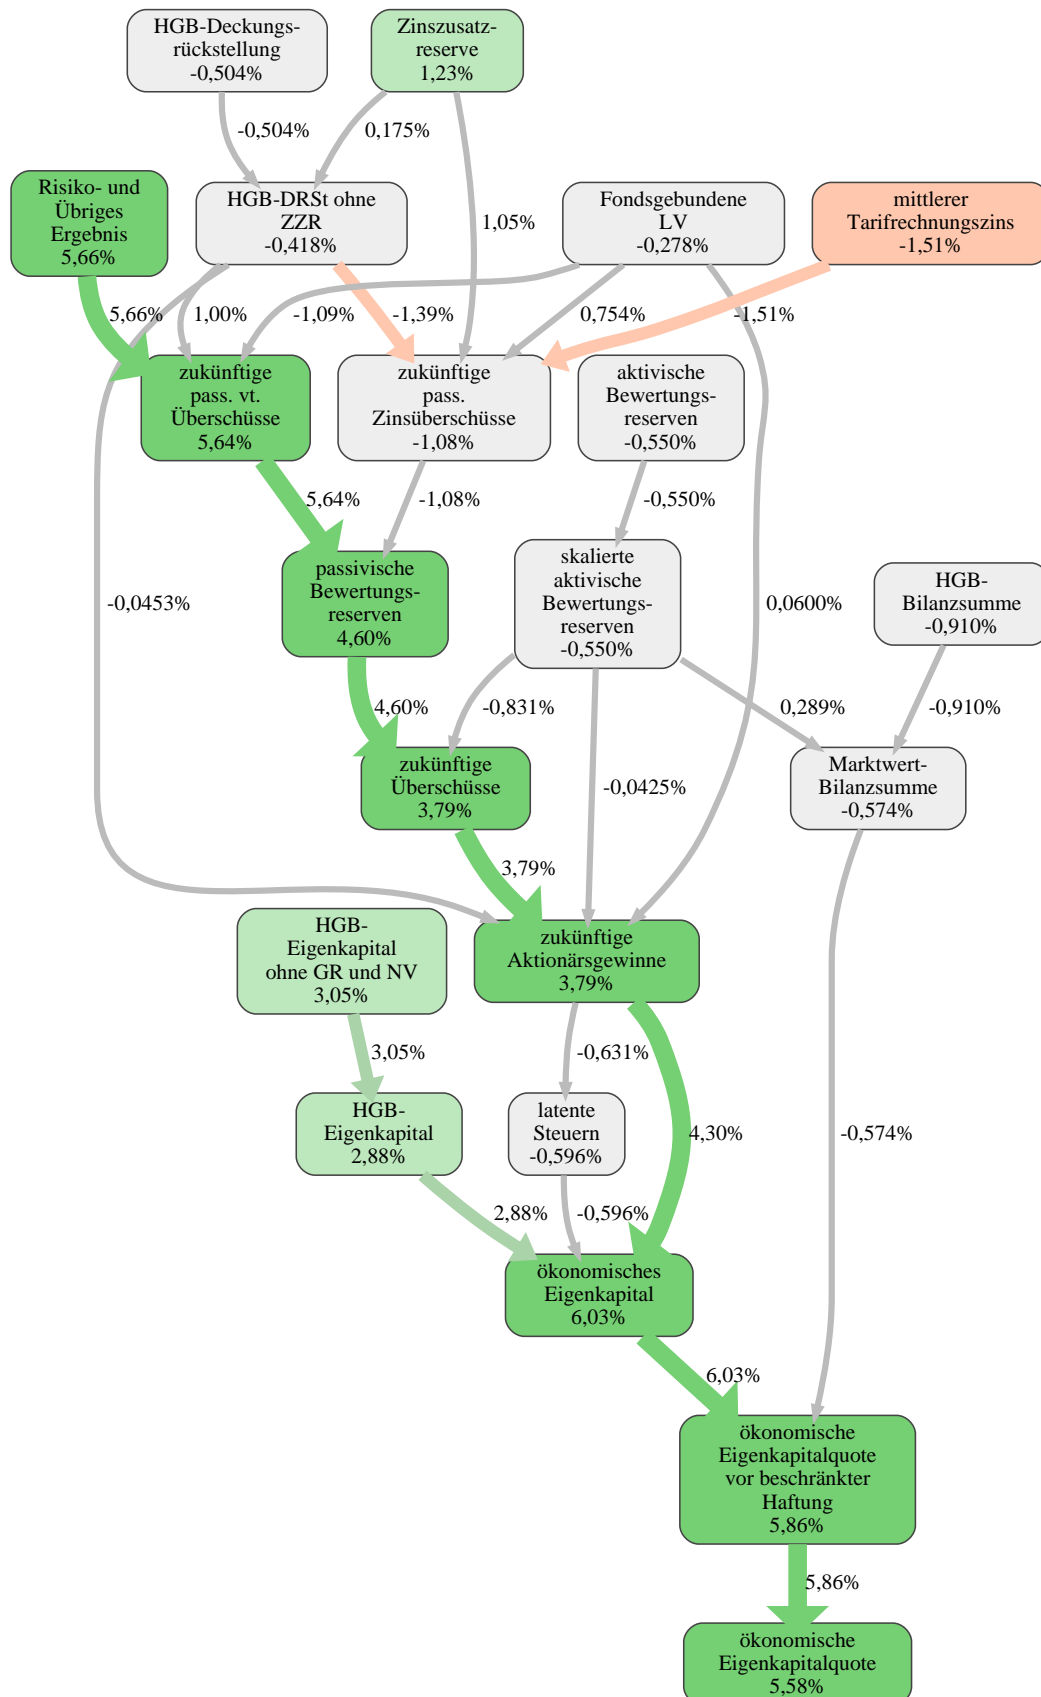 HGB-Deckungs-
rückstellung
-0,504%
Zinszusatz-
reserve
1,23%
-0,504%
0,175%
Risiko- und
Übriges
Ergebnis
5,66%
HGB-DRSt ohne
ZZR
-0,418%
1,05%
Fondsgebundene
LV
-0,278%
mittlerer
Tarifrechnungszins
-1,51%
5,66%
1,00%
-1,09%
-1,39%
0,754%
-1,51%
zukünftige
pass. vt.
Überschüsse
5,64%
zukünftige
pass.
Zinsüberschüsse
-1,08%
aktivische
Bewertungs-
reserven
-0,550%
5,64%
-1,08%
-0,550%
-0,0453%
passivische
Bewertungs-
reserven
4,60%
skalierte
aktivische
Bewertungs-
reserven
-0,550%
0,0600%
HGB-
Bilanzsumme
-0,910%
4,60%
-0,831%
0,289%
-0,910%
zukünftige
Überschüsse
3,79%
-0,0425%
Marktwert-
Bilanzsumme
-0,574%
3,79%
HGB-
Eigenkapital
ohne GR und NV
3,05%
zukünftige
Aktionärsgewinne
3,79%
3,05%
-0,631%
HGB-
Eigenkapital
2,88%
latente
Steuern
-0,596%
4,30%
-0,574%
2,88%
-0,596%
ökonomisches
Eigenkapital
6,03%
6,03%
ökonomische
Eigenkapitalquote
vor beschränkter
Haftung
5,86%
5,86%
ökonomische
Eigenkapitalquote
5,58%